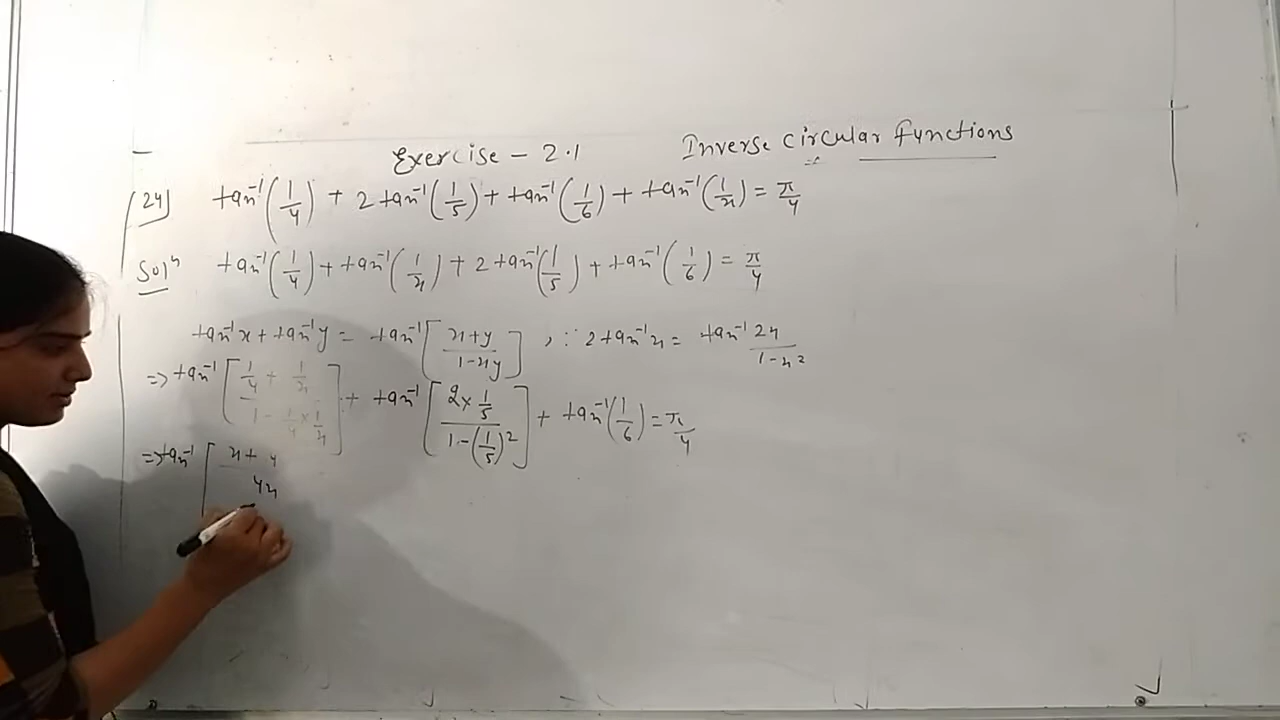 Exercise - 2.1 Inverse circular functions
24) tan⁻¹(1/4) + 2 tan⁻¹(1/5) + tan⁻¹(1/6) + tan⁻¹(1/x) = π/4
Solⁿ tan⁻¹(1/4) + tan⁻¹(1/x) + 2 tan⁻¹(1/5) + tan⁻¹(1/6) = π/4
tan⁻¹x + tan⁻¹y = tan⁻¹[(x+y)/(1-xy)] , ∵ 2tan⁻¹x = tan⁻¹ 2x/(1-x²)
=> tan⁻¹[(1/4 + 1/x)/(1 - 1/4 × 1/x)] + tan⁻¹[(2 × 1/5)/(1-(1/5)²)] + tan⁻¹(1/6) = π/4
=> tan⁻¹[(x+4)/4x